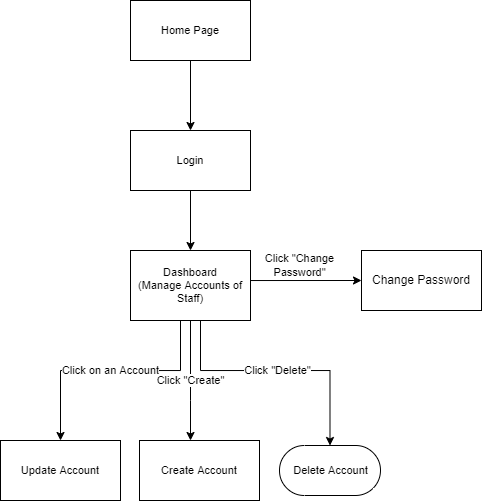 Home Page
Login
Dashboard
(Manage Accounts of
Staff)
Click "Change
Password"
Change Password
Click on an Account
Click "Create"
Click "Delete"
Update Account
Create Account
Delete Account